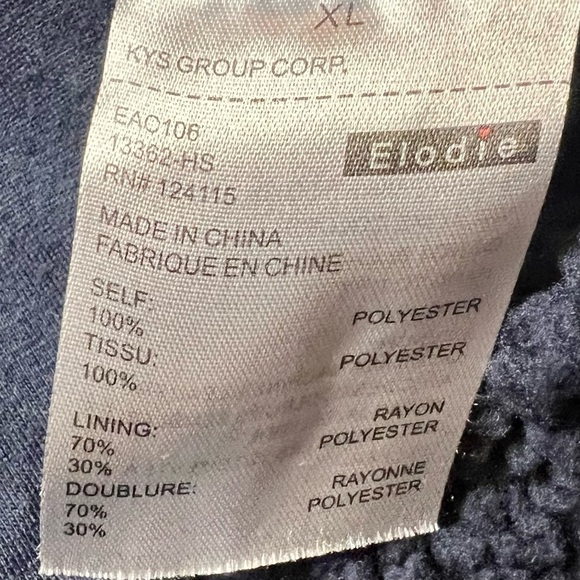 XL
KYS GROUP CORP.
EAO106
13362-HS
RN# 124115
Elodie
MADE IN CHINA
FABRIQUE EN CHINE
SELF:
100% POLYESTER
TISSU:
100% POLYESTER
LINING:
70% RAYON
30% POLYESTER
DOUBLURE:
70% RAYONNE
30% POLYESTER